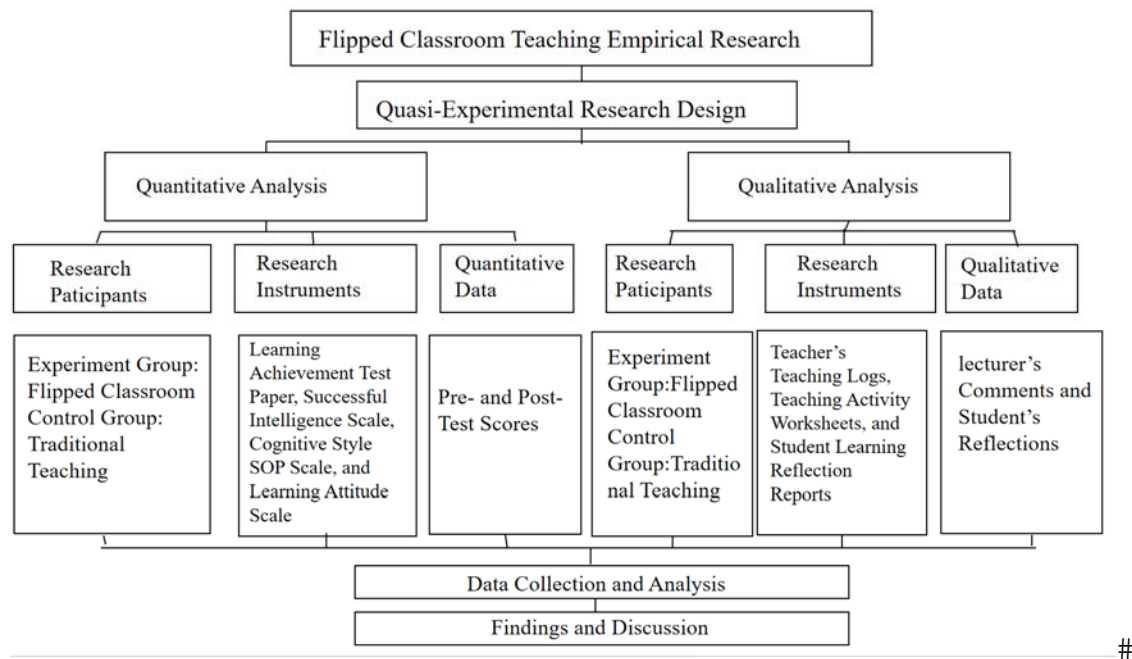 Flipped Classroom Teaching Empirical Research
Quasi-Experimental Research Design
Quantitative Analysis
Qualitative Analysis
Research
Paticipants
Research
Instruments
Quantitative
Data
Research
Paticipants
Research
Instruments
Qualitative
Data
Experiment Group:
Flipped Classroom
Control Group:
Traditional
Teaching
Learning
Achievement Test
Paper, Successful
Intelligence Scale,
Cognitive Style
SOP Scale, and
Learning Attitude
Scale
Pre- and Post-
Test Scores
Experiment
Group:Flipped
Classroom
Control
Group:Traditio
nal Teaching
Teacher's
Teaching Logs,
Teaching Activity
Worksheets, and
Student Learning
Reflection
Reports
lecturer's
Comments and
Student's
Reflections
Data Collection and Analysis
Findings and Discussion
#